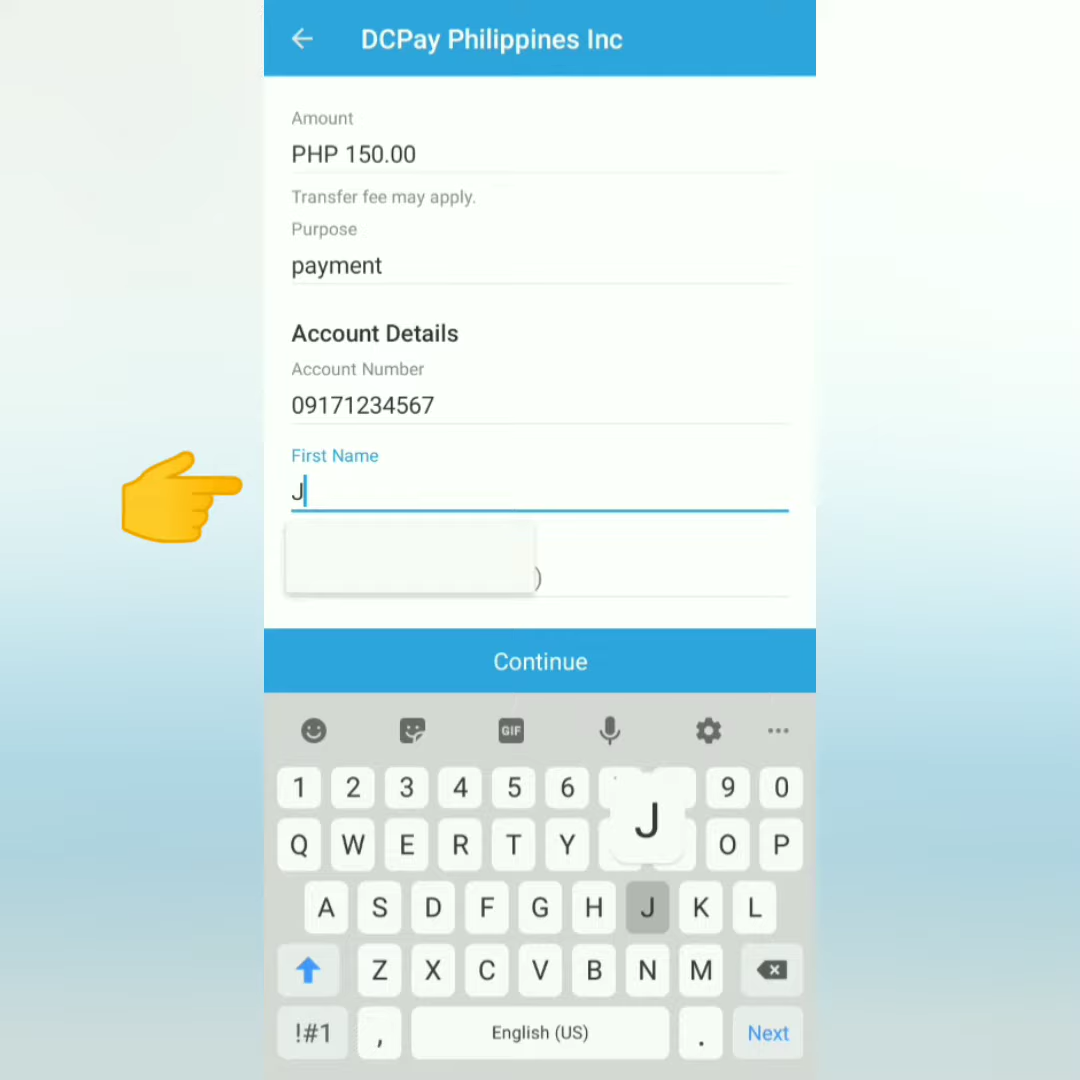 DCPay Philippines Inc
Amount
PHP 150.00
Transfer fee may apply.
Purpose
payment
Account Details
Account Number
09171234567
First Name
J
)
Continue
GIF
1 2 3 4 5 6 9 0
J
Q W E R T Y O P
A S D F G H J K L
Z X C V B N M
!#1 , English (US) . Next